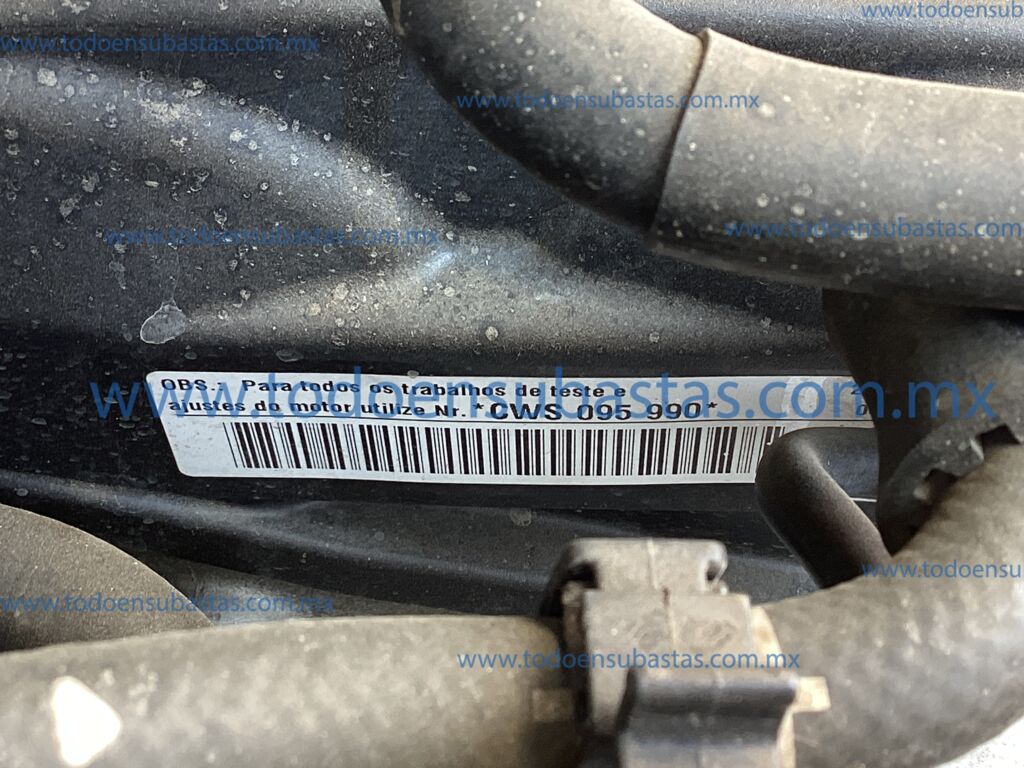 www.todoensubastas.com.mx
www.todoensubastas.com.mx
www.todoensubastas.com.mx
www.todoensubastas.com.mx
www.todoensubastas.com.mx
OBS.: Para todos os trabalhos de teste e
ajustes do motor utilize Nr. *CWS 095 990*
www.todoensubastas.com.mx
www.todoensubastas.com
www.todoensubastas.com.mx
www.todoensubastas.com.mx